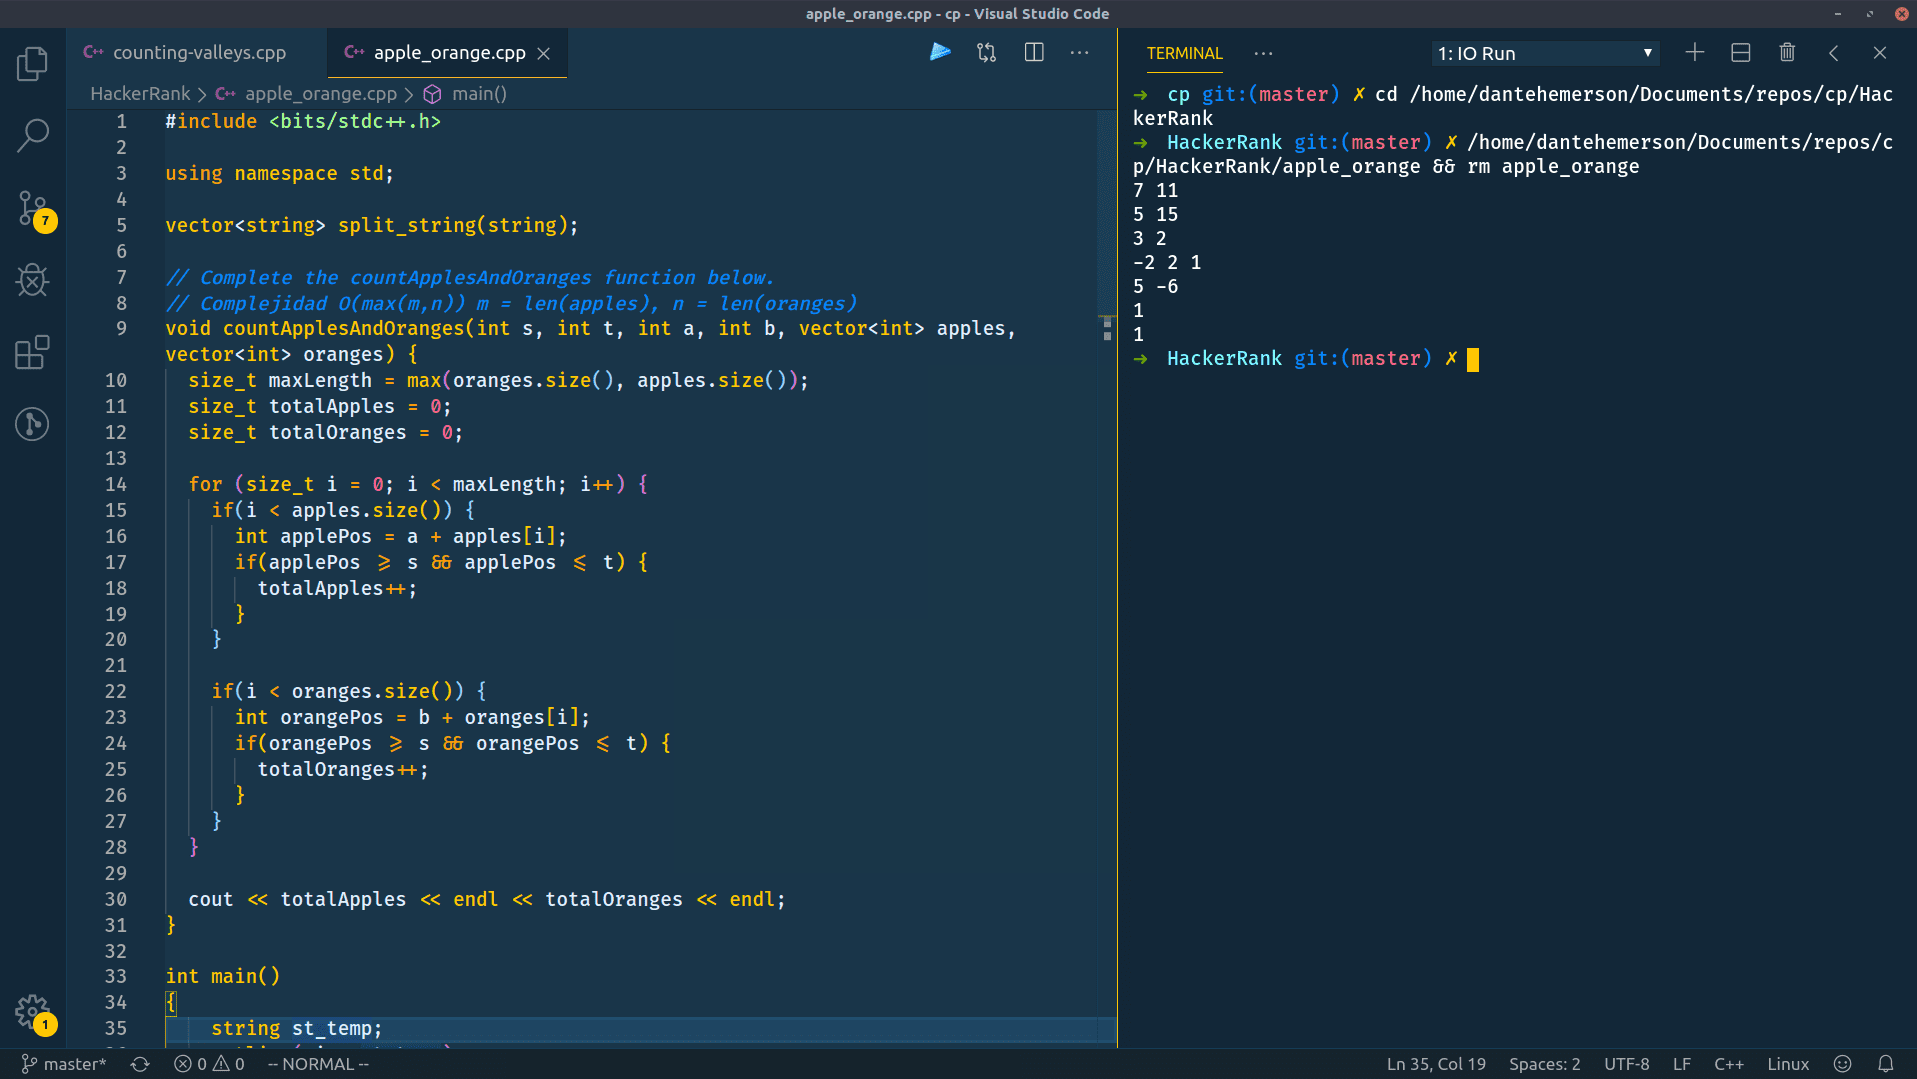 apple_orange.cpp - cp - Visual Studio Code
counting-valleys.cpp
apple_orange.cpp
HackerRank > apple_orange.cpp > main()
1 #include <bits/stdc++.h>
2
3 using namespace std;
4
5 vector<string> split_string(string);
6
7 // Complete the countApplesAndOranges function below.
8 // Complejidad O(max(m,n)) m = len(apples), n = len(oranges)
9 void countApplesAndOranges(int s, int t, int a, int b, vector<int> apples,
vector<int> oranges) {
10 size_t maxLength = max(oranges.size(), apples.size());
11 size_t totalApples = 0;
12 size_t totalOranges = 0;
13
14 for (size_t i = 0; i < maxLength; i++) {
15 if(i < apples.size()) {
16 int applePos = a + apples[i];
17 if(applePos >= s && applePos <= t) {
18 totalApples++;
19 }
20 }
21
22 if(i < oranges.size()) {
23 int orangePos = b + oranges[i];
24 if(orangePos >= s && orangePos <= t) {
25 totalOranges++;
26 }
27 }
28 }
29
30 cout << totalApples << endl << totalOranges << endl;
31 }
32
33 int main()
34 {
35 string st_temp;
TERMINAL
1: IO Run
→ cp git:(master) ✗ cd /home/dantehemerson/Documents/repos/cp/Hac
kerRank
→ HackerRank git:(master) ✗ /home/dantehemerson/Documents/repos/c
p/HackerRank/apple_orange && rm apple_orange
7 11
5 15
3 2
-2 2 1
5 -6
1
1
→ HackerRank git:(master) ✗
7
1
master* 0 0 -- NORMAL -- Ln 35, Col 19 Spaces: 2 UTF-8 LF C++ Linux